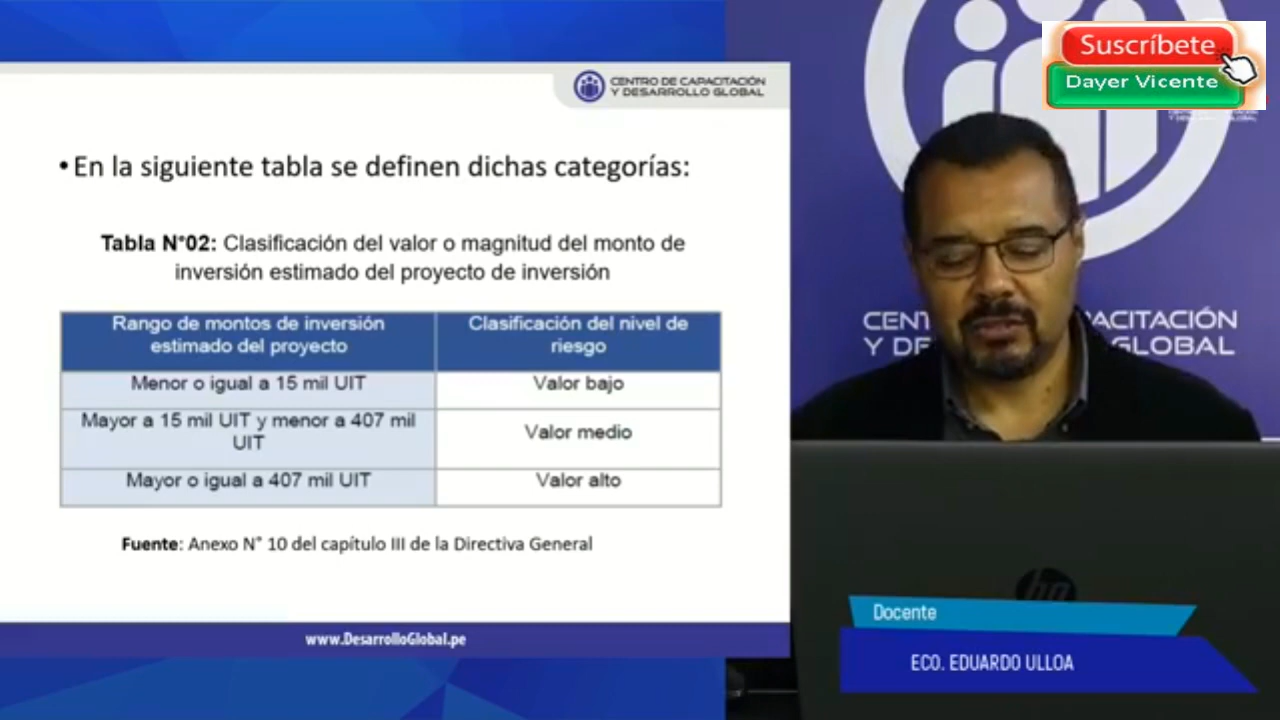 Suscríbete
Dayer Vicente
CENTRO DE CAPACITACIÓN
Y DESARROLLO GLOBAL
• En la siguiente tabla se definen dichas categorías:
Tabla N°02: Clasificación del valor o magnitud del monto de
inversión estimado del proyecto de inversión
Rango de montos de inversión
estimado del proyecto
Clasificación del nivel de
riesgo
Menor o igual a 15 mil UIT
Valor bajo
Mayor a 15 mil UIT y menor a 407 mil
UIT
Valor medio
Mayor o igual a 407 mil UIT
Valor alto
Fuente: Anexo N° 10 del capítulo III de la Directiva General
www.DesarrolloGlobal.pe
CENT ACITACIÓN
Y DE GLOBAL
hp
Docente
ECO. EDUARDO ULLOA